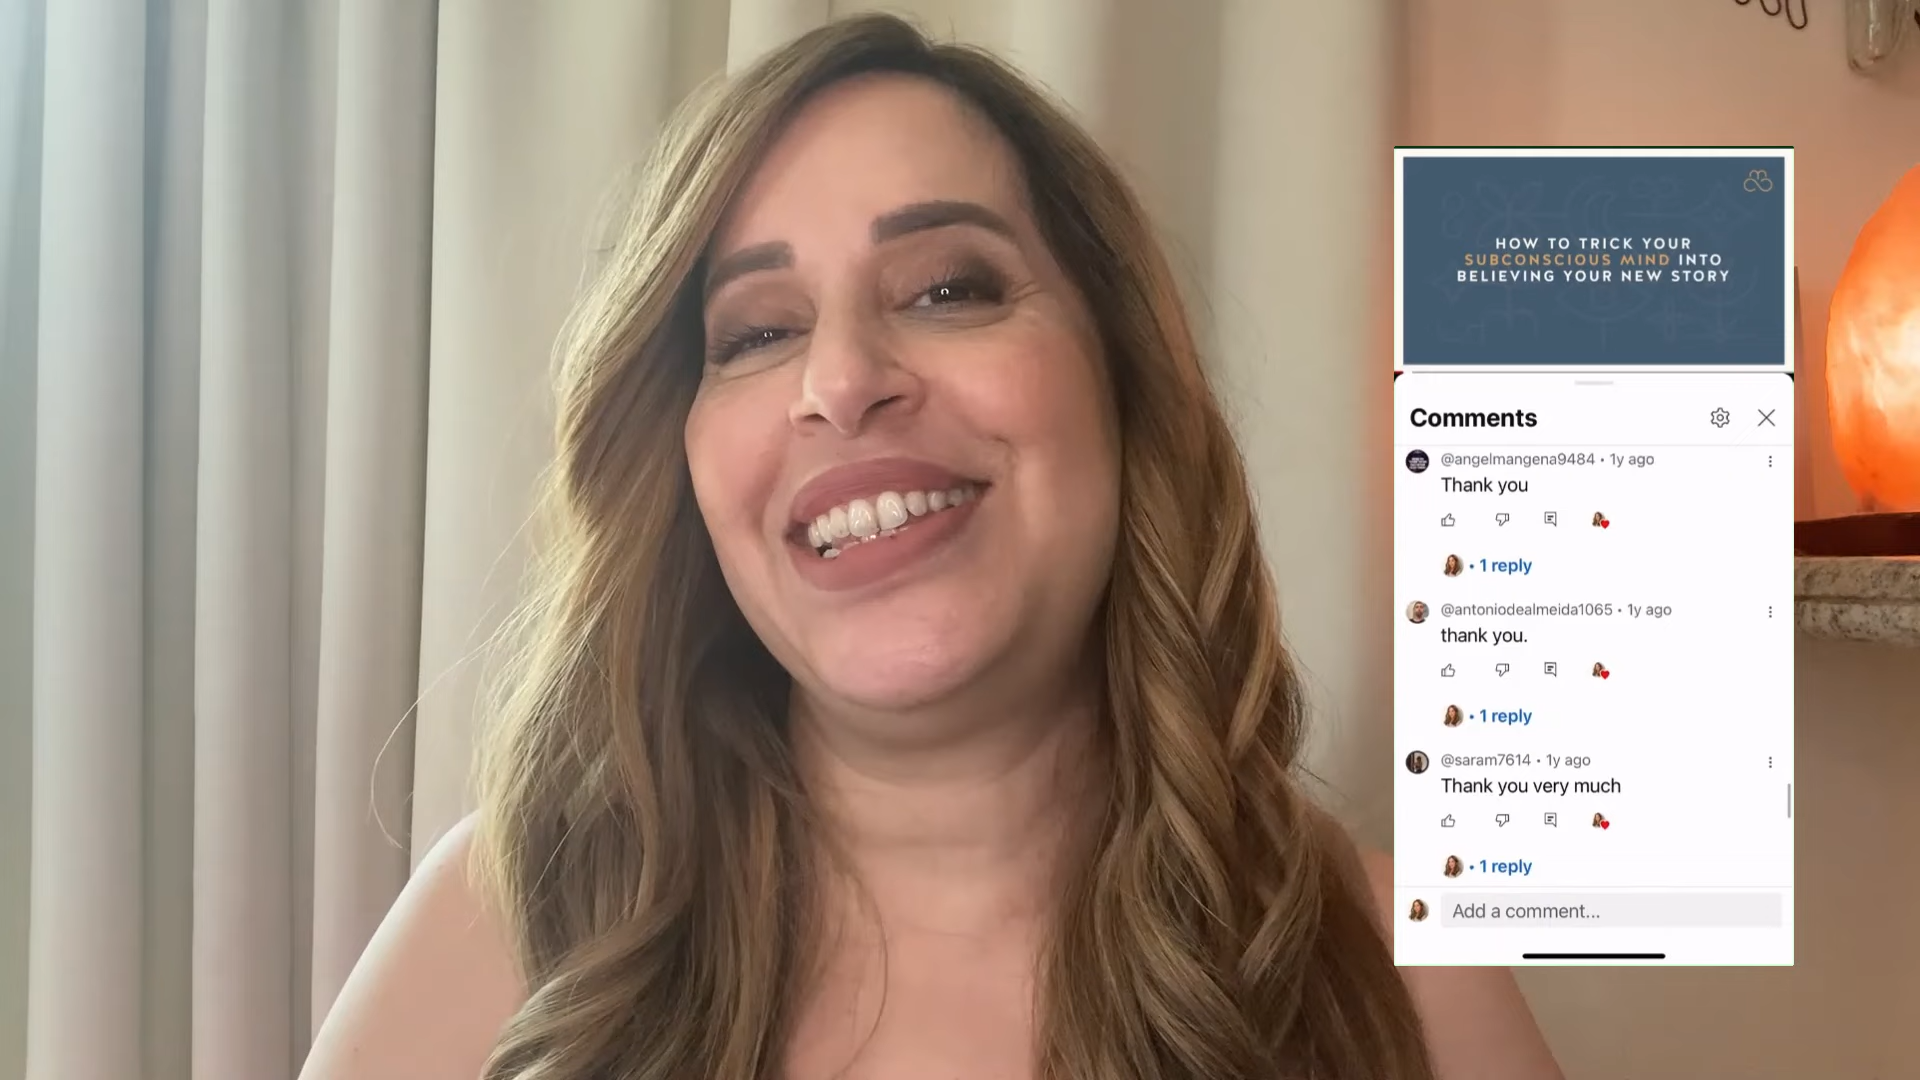 HOW TO TRICK YOUR
SUBCONSCIOUS MIND INTO
BELIEVING YOUR NEW STORY
Comments
@angelmangena9484 • 1y ago
Thank you
• 1 reply
@antoniodealmeida1065 • 1y ago
thank you.
• 1 reply
@saram7614 • 1y ago
Thank you very much
• 1 reply
Add a comment...